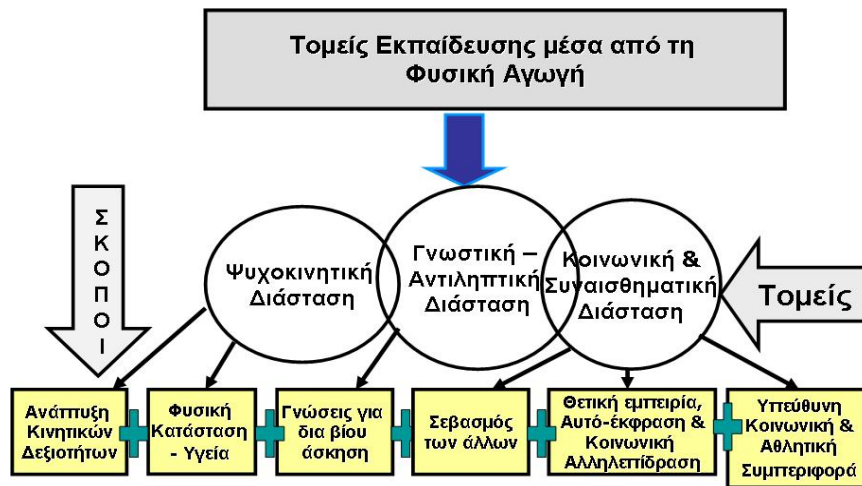 Τομείς Εκπαίδευσης μέσα από τη
Φυσική Αγωγή
ΣΚΟΠΟΙ
Ψυχοκινητική
Διάσταση
Γνωστική –
Αντιληπτική
Διάσταση
Κοινωνική &
Συναισθηματική
Διάσταση
Τομείς
Ανάπτυξη
Κινητικών
Δεξιοτήτων
Φυσική
Κατάσταση
- Υγεία
Γνώσεις για
δια βίου
άσκηση
Σεβασμός
των άλλων
Θετική εμπειρία,
Αυτό-έκφραση &
Κοινωνική
Αλληλεπίδραση
Υπεύθυνη
Κοινωνική &
Αθλητική
Συμπεριφορά